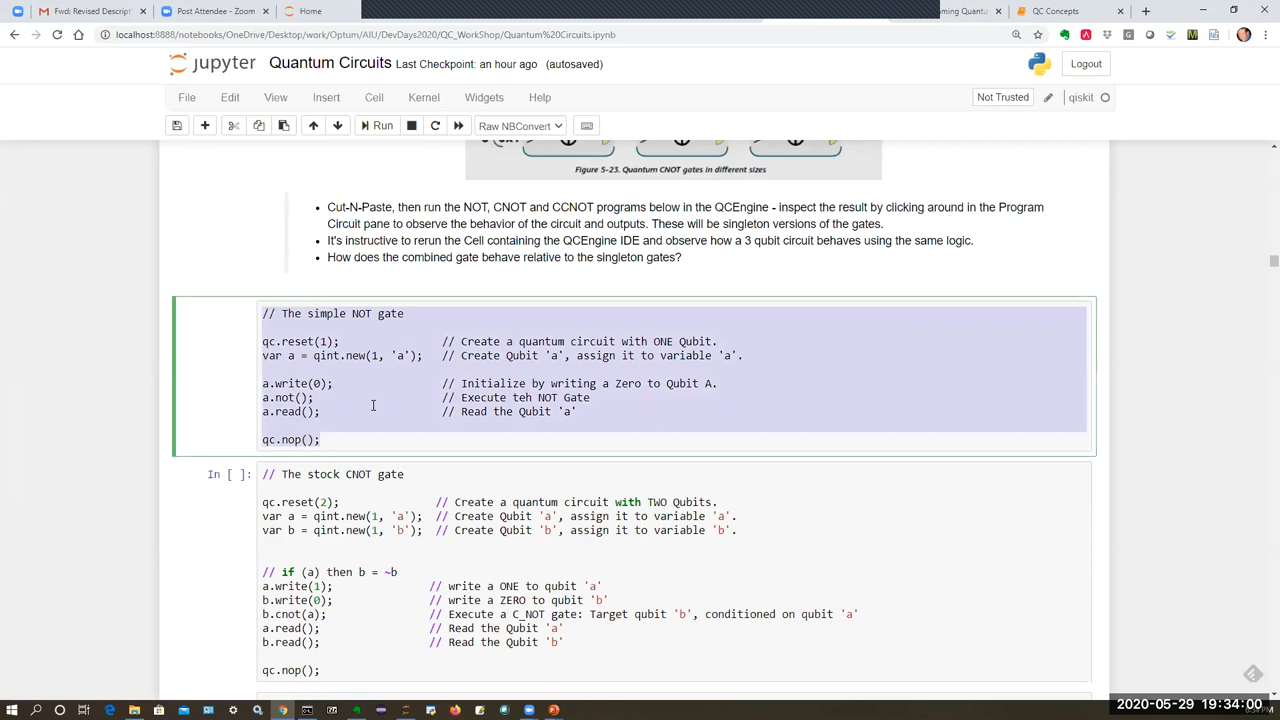 Fwd: Revised Descript
Post Attendee - Zoom
Home
ming Quantu
QC Concepts
localhost:8888/notebooks/OneDrive/Desktop/work/Optum/AIU/DevDays2020/QC_WorkShop/Quantum%20Circuits.ipynb
jupyter Quantum Circuits Last Checkpoint: an hour ago (autosaved)
Logout
File Edit View Insert Cell Kernel Widgets Help
Not Trusted
qiskit
Run
Raw NBConvert
Figure 5-23. Quantum CNOT gates in different sizes
• Cut-N-Paste, then run the NOT, CNOT and CCNOT programs below in the QCEngine - inspect the result by clicking around in the Program
Circuit pane to observe the behavior of the circuit and outputs. These will be singleton versions of the gates.
• It's instructive to rerun the Cell containing the QCEngine IDE and observe how a 3 qubit circuit behaves using the same logic.
• How does the combined gate behave relative to the singleton gates?
// The simple NOT gate
qc.reset(1); // Create a quantum circuit with ONE Qubit.
var a = qint.new(1, 'a'); // Create Qubit 'a', assign it to variable 'a'.
a.write(0); // Initialize by writing a Zero to Qubit A.
a.not(); // Execute teh NOT Gate
a.read(); // Read the Qubit 'a'
qc.nop();
In [ ]: // The stock CNOT gate
qc.reset(2); // Create a quantum circuit with TWO Qubits.
var a = qint.new(1, 'a'); // Create Qubit 'a', assign it to variable 'a'.
var b = qint.new(1, 'b'); // Create Qubit 'b', assign it to variable 'b'.
// if (a) then b = ~b
a.write(1); // write a ONE to qubit 'a'
b.write(0); // write a ZERO to qubit 'b'
b.cnot(a); // Execute a C_NOT gate: Target qubit 'b', conditioned on qubit 'a'
a.read(); // Read the Qubit 'a'
b.read(); // Read the Qubit 'b'
qc.nop();
2020-05-29 19:34:00